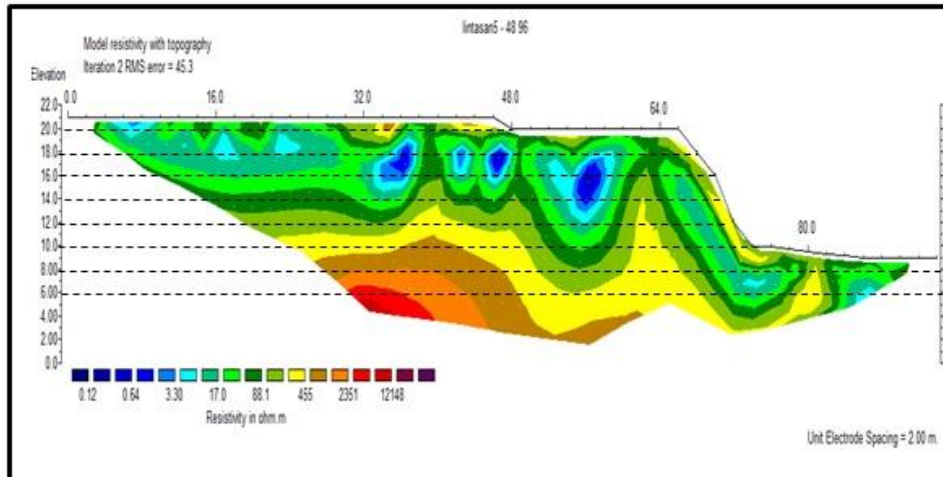 lintasan5 - 48 96
Model resistivity with topography
Iteration 2 RMS error = 45.3
Elevation
0.0 16.0 32.0 48.0 64.0 80.0
22.0
20.0
18.0
16.0
14.0
12.0
10.0
8.00
6.00
4.00
2.00
0.0
0.12 0.64 3.30 17.0 88.1 455 2351 12148
Resistivity in ohm.m
Unit Electrode Spacing = 2.00 m.